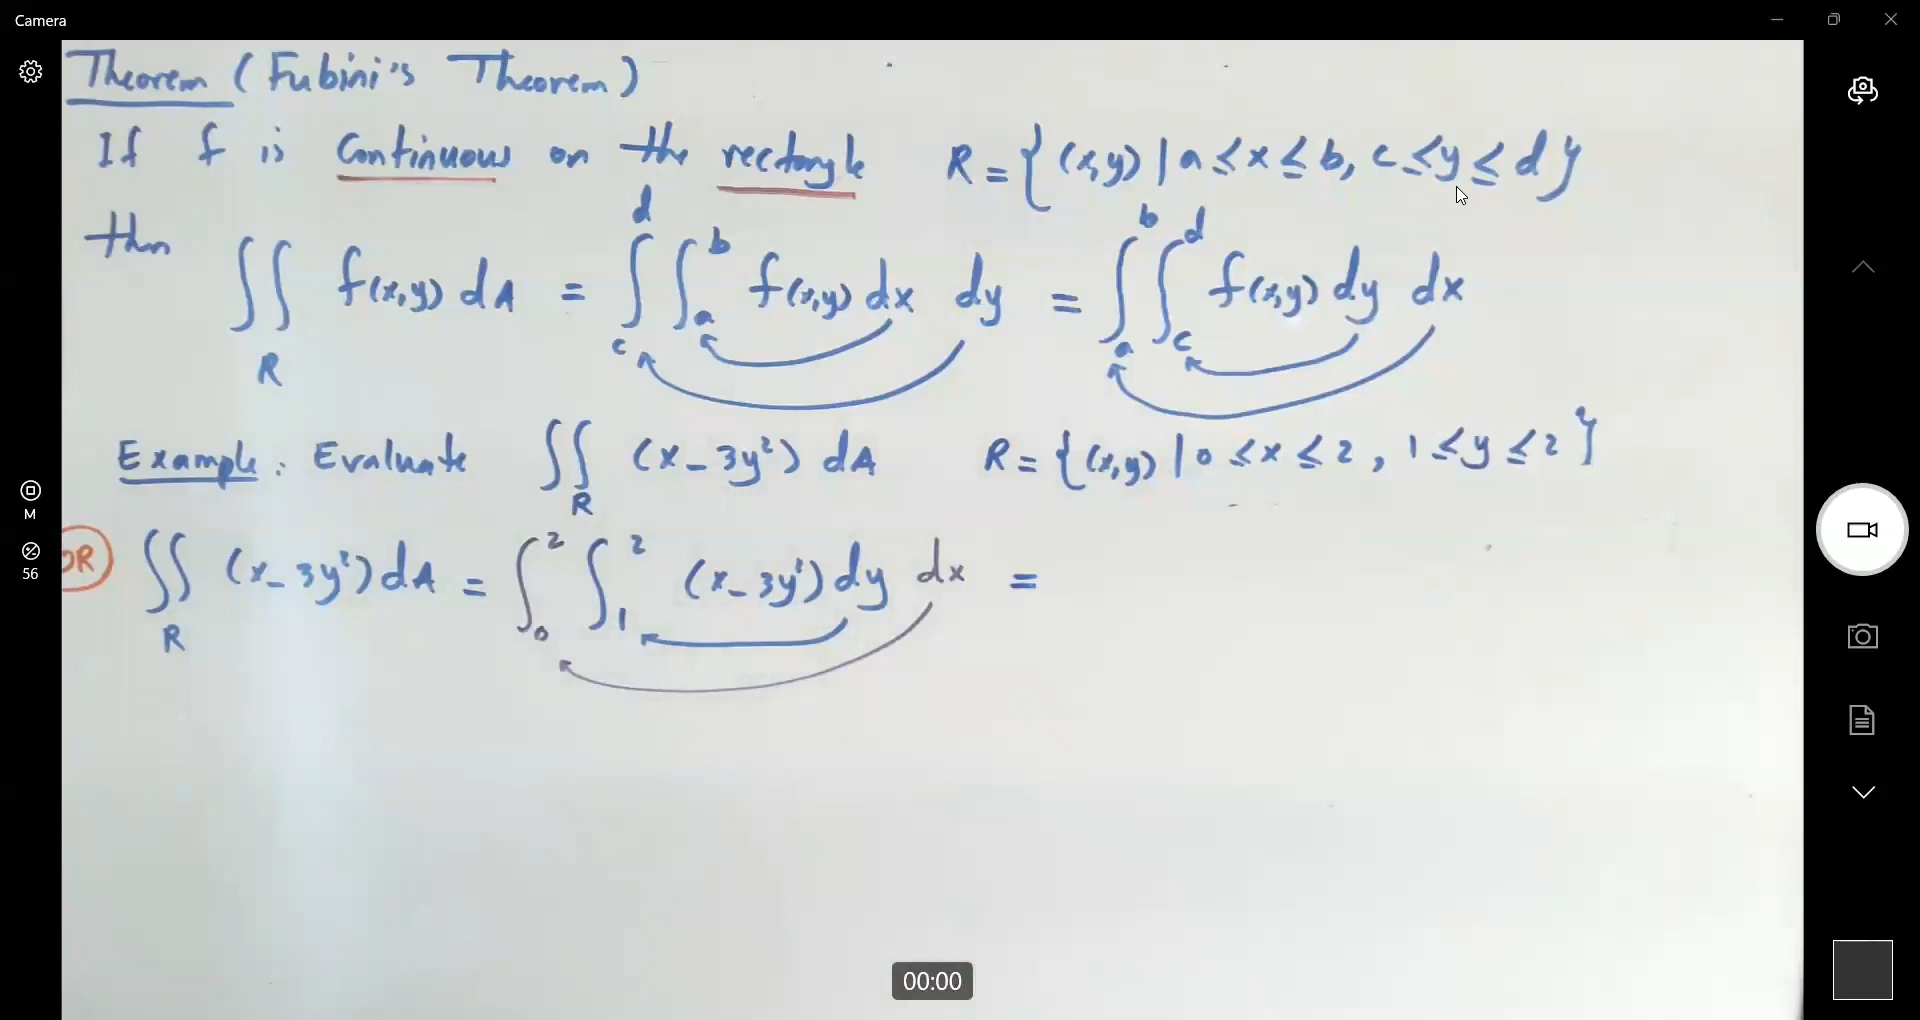 Camera
Theorem (Fubini's Theorem)
If f is continuous on the rectangle R = {(x,y) | a ≤ x ≤ b, c ≤ y ≤ d}
then ∬_R f(x,y) dA = ∫_c^d ∫_a^b f(x,y) dx dy = ∫_a^b ∫_c^d f(x,y) dy dx
Example: Evaluate ∬_R (x - 3y²) dA R = {(x,y) | 0 ≤ x ≤ 2, 1 ≤ y ≤ 2}
OR ∬_R (x - 3y²) dA = ∫_0^2 ∫_1^2 (x - 3y²) dy dx =
M
56
00:00